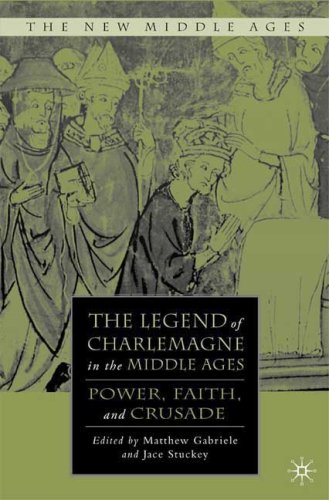 THE NEW MIDDLE AGES
THE LEGEND of
CHARLEMAGNE
in the MIDDLE AGES
POWER, FAITH,
and CRUSADE
Edited by Matthew Gabriele
and Jace Stuckey